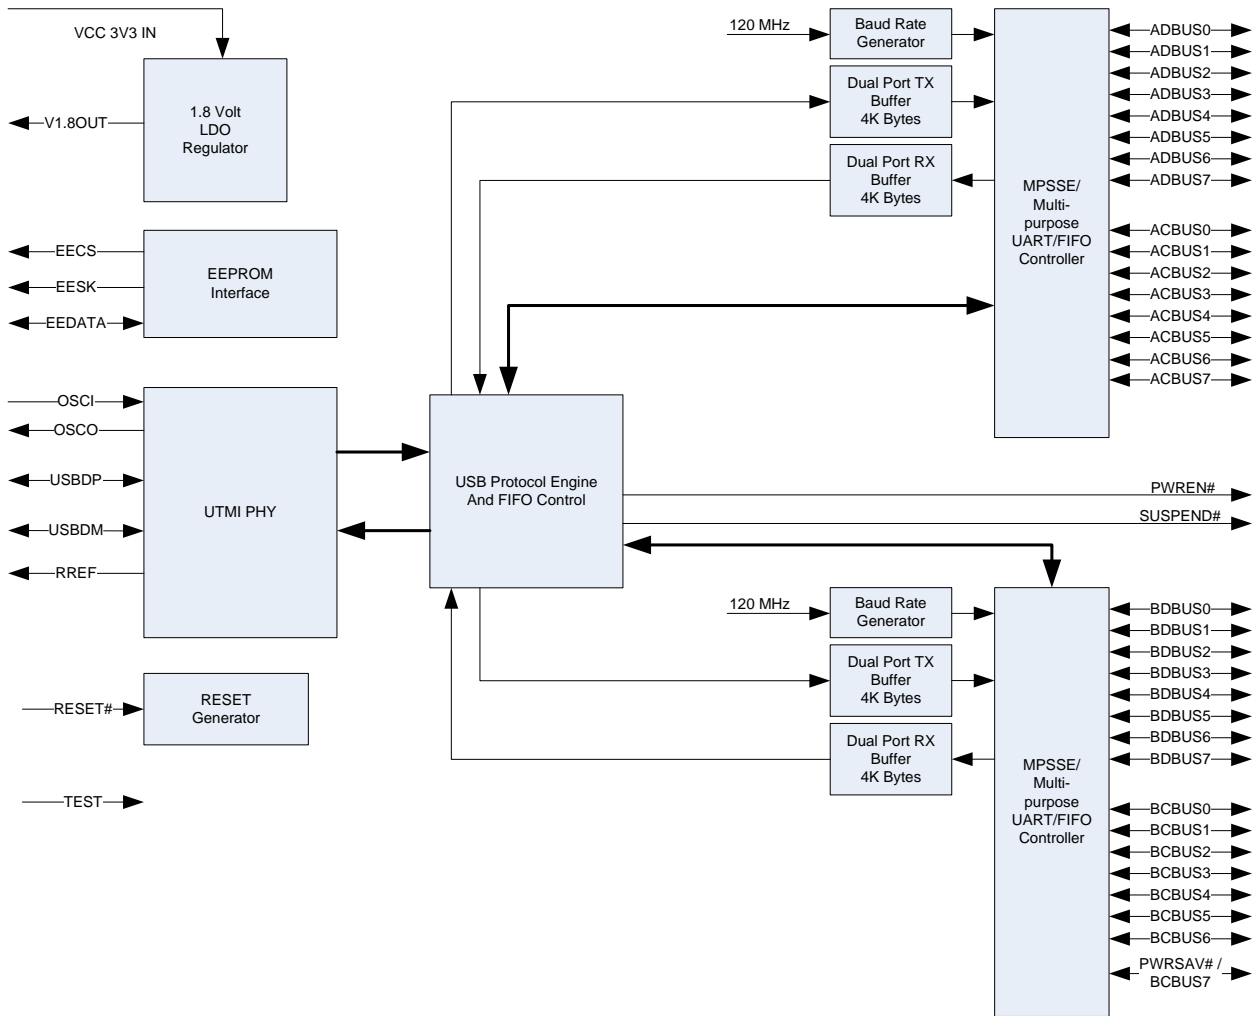 VCC 3V3 IN
1.8 Volt
LDO
Regulator
V1.8OUT
EECS
EESK
EEDATA
EEPROM
Interface
OSCI
OSCO
USBDP
USBDM
RREF
UTMI PHY
RESET#
RESET
Generator
TEST
USB Protocol Engine
And FIFO Control
120 MHz
Baud Rate
Generator
Dual Port TX
Buffer
4K Bytes
Dual Port RX
Buffer
4K Bytes
MPSSE/
Multi-
purpose
UART/FIFO
Controller
ADBUS0
ADBUS1
ADBUS2
ADBUS3
ADBUS4
ADBUS5
ADBUS6
ADBUS7
ACBUS0
ACBUS1
ACBUS2
ACBUS3
ACBUS4
ACBUS5
ACBUS6
ACBUS7
PWREN#
SUSPEND#
120 MHz
Baud Rate
Generator
Dual Port TX
Buffer
4K Bytes
Dual Port RX
Buffer
4K Bytes
MPSSE/
Multi-
purpose
UART/FIFO
Controller
BDBUS0
BDBUS1
BDBUS2
BDBUS3
BDBUS4
BDBUS5
BDBUS6
BDBUS7
BCBUS0
BCBUS1
BCBUS2
BCBUS3
BCBUS4
BCBUS5
BCBUS6
PWRSAV# /
BCBUS7